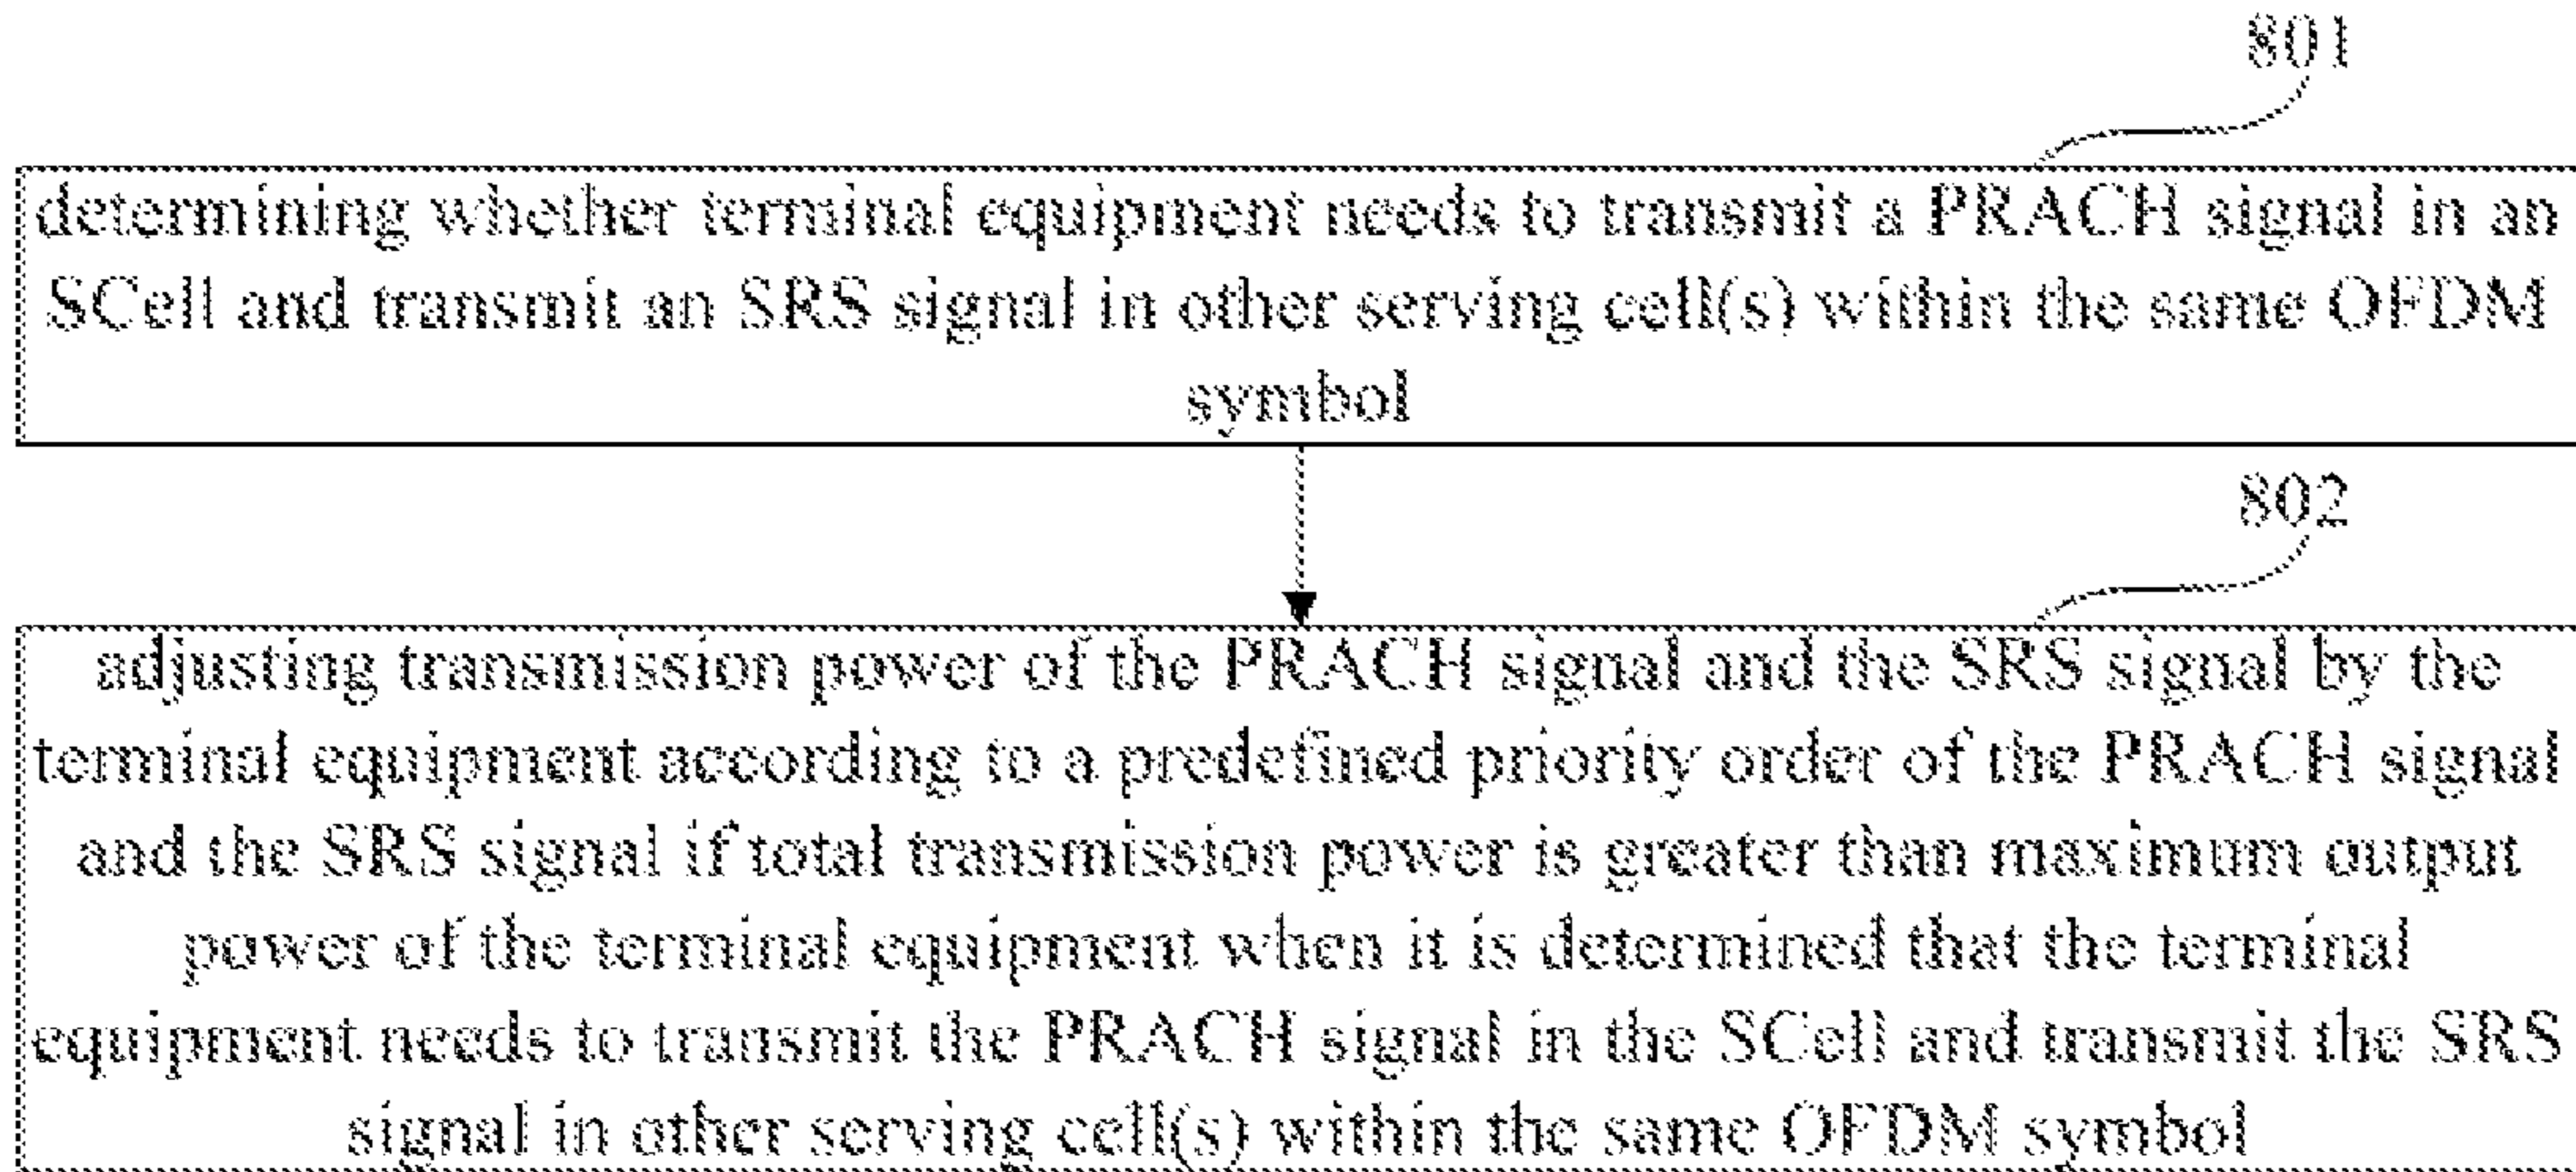 801
determining whether terminal equipment needs to transmit a PRACH signal in an
SCell and transmit an SRS signal in other serving cell(s) within the same OFDM
symbol
802
adjusting transmission power of the PRACH signal and the SRS signal by the
terminal equipment according to a predefined priority order of the PRACH signal
and the SRS signal if total transmission power is greater than maximum output
power of the terminal equipment when it is determined that the terminal
equipment needs to transmit the PRACH signal in the SCell and transmit the SRS
signal in other serving cell(s) within the same OFDM symbol